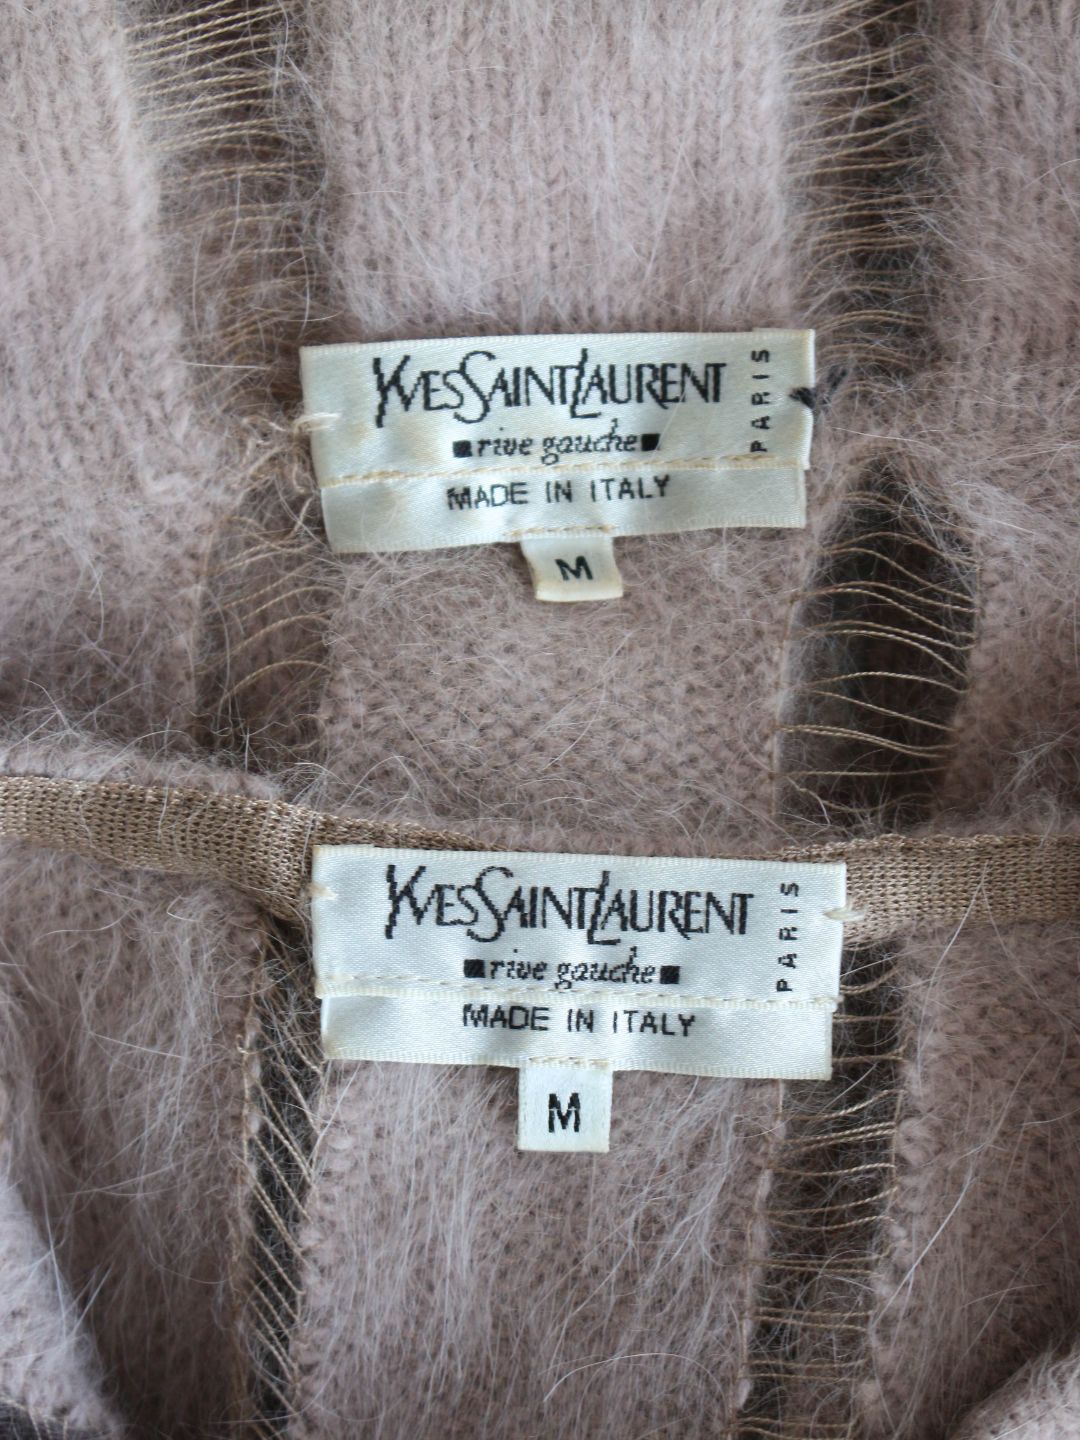 YVESSAINTLAURENT
rive gauche
PARIS
MADE IN ITALY
M
YVESSAINTLAURENT
rive gauche
PARIS
MADE IN ITALY
M